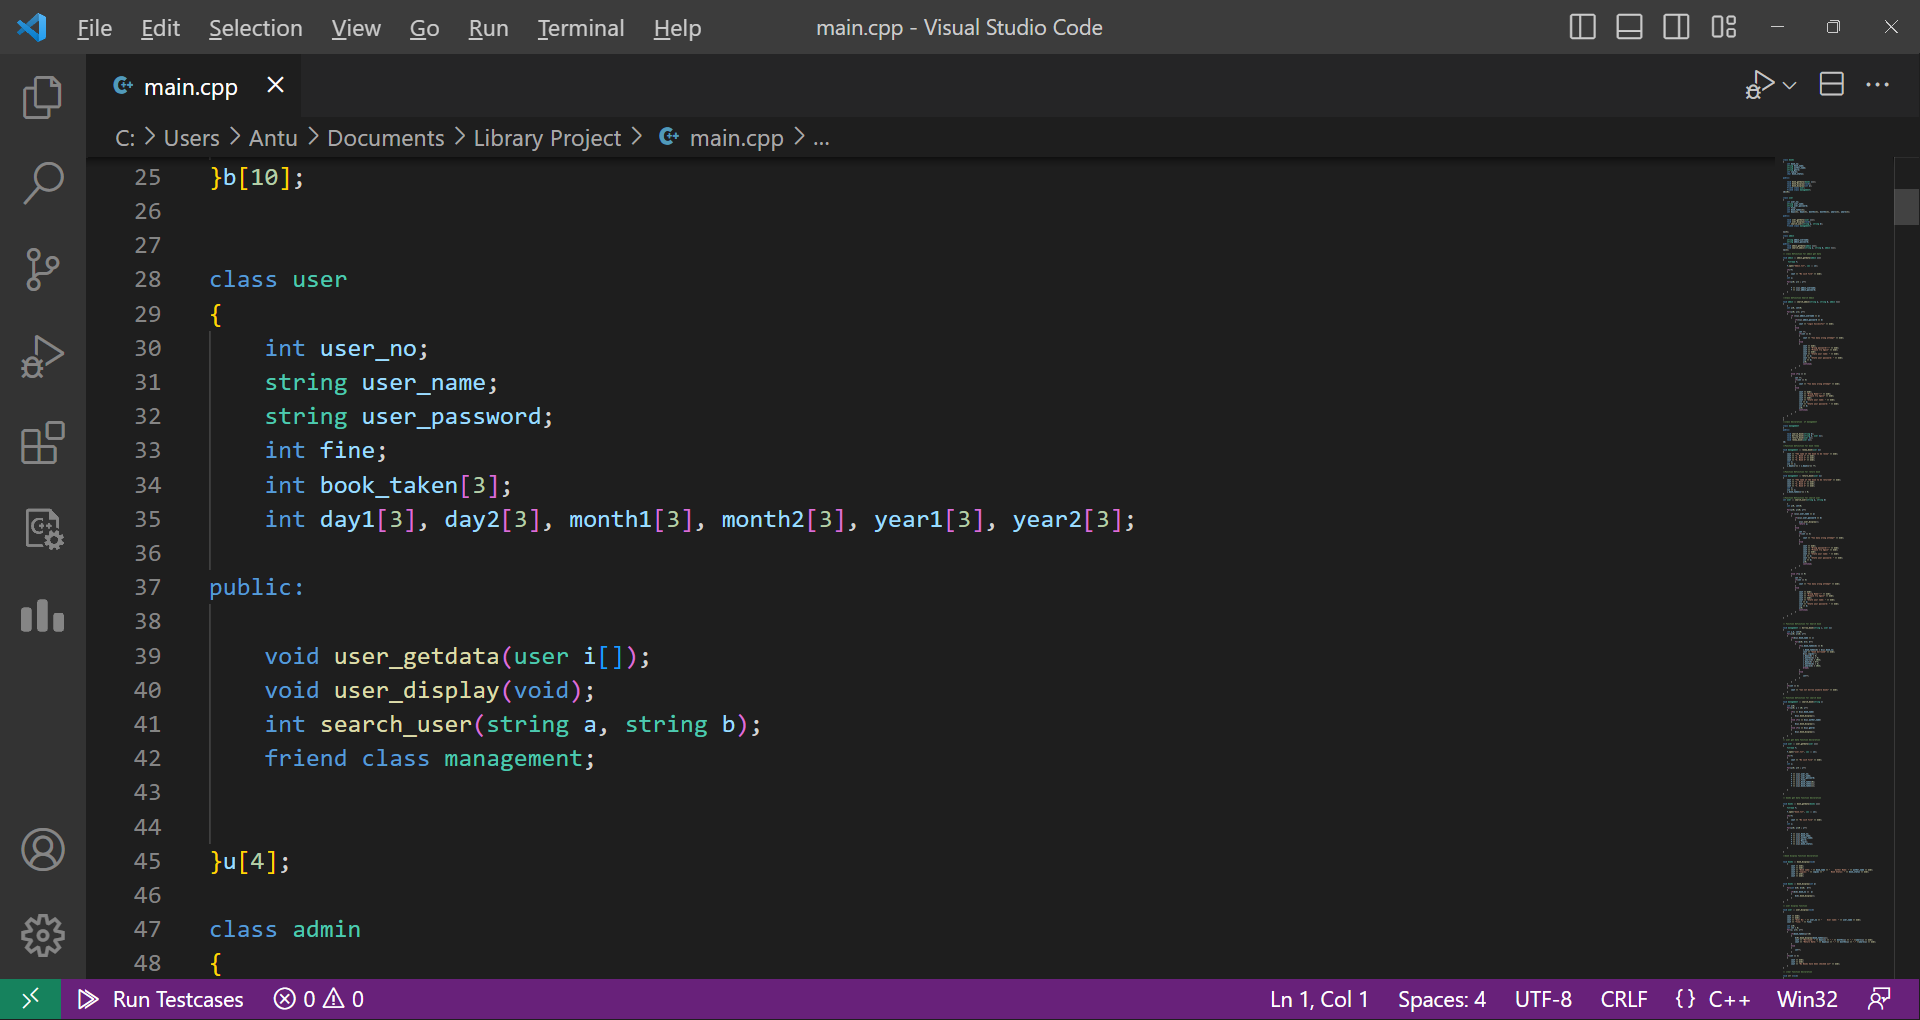 File Edit Selection View Go Run Terminal Help main.cpp - Visual Studio Code
main.cpp
C: > Users > Antu > Documents > Library Project > main.cpp > ...
25 }b[10];
26
27
28 class user
29 {
30 int user_no;
31 string user_name;
32 string user_password;
33 int fine;
34 int book_taken[3];
35 int day1[3], day2[3], month1[3], month2[3], year1[3], year2[3];
36
37 public:
38
39 void user_getdata(user i[]);
40 void user_display(void);
41 int search_user(string a, string b);
42 friend class management;
43
44
45 }u[4];
46
47 class admin
48 {
Run Testcases 0 0 Ln 1, Col 1 Spaces: 4 UTF-8 CRLF {} C++ Win32